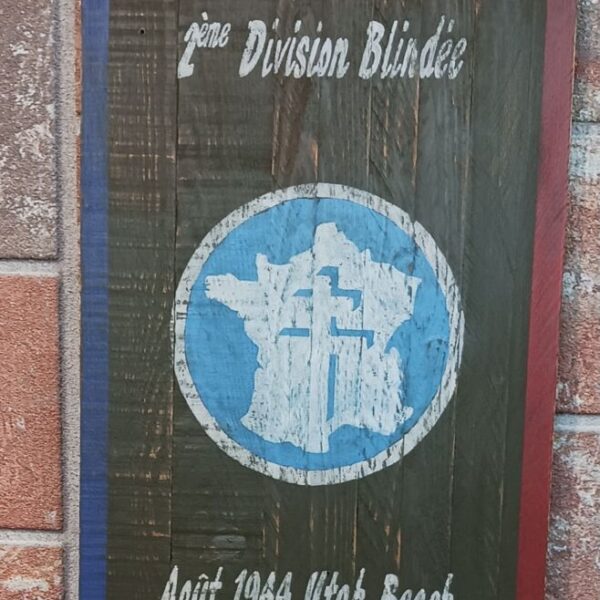 2ème Division Blindée
Août 1944 Utah Beach